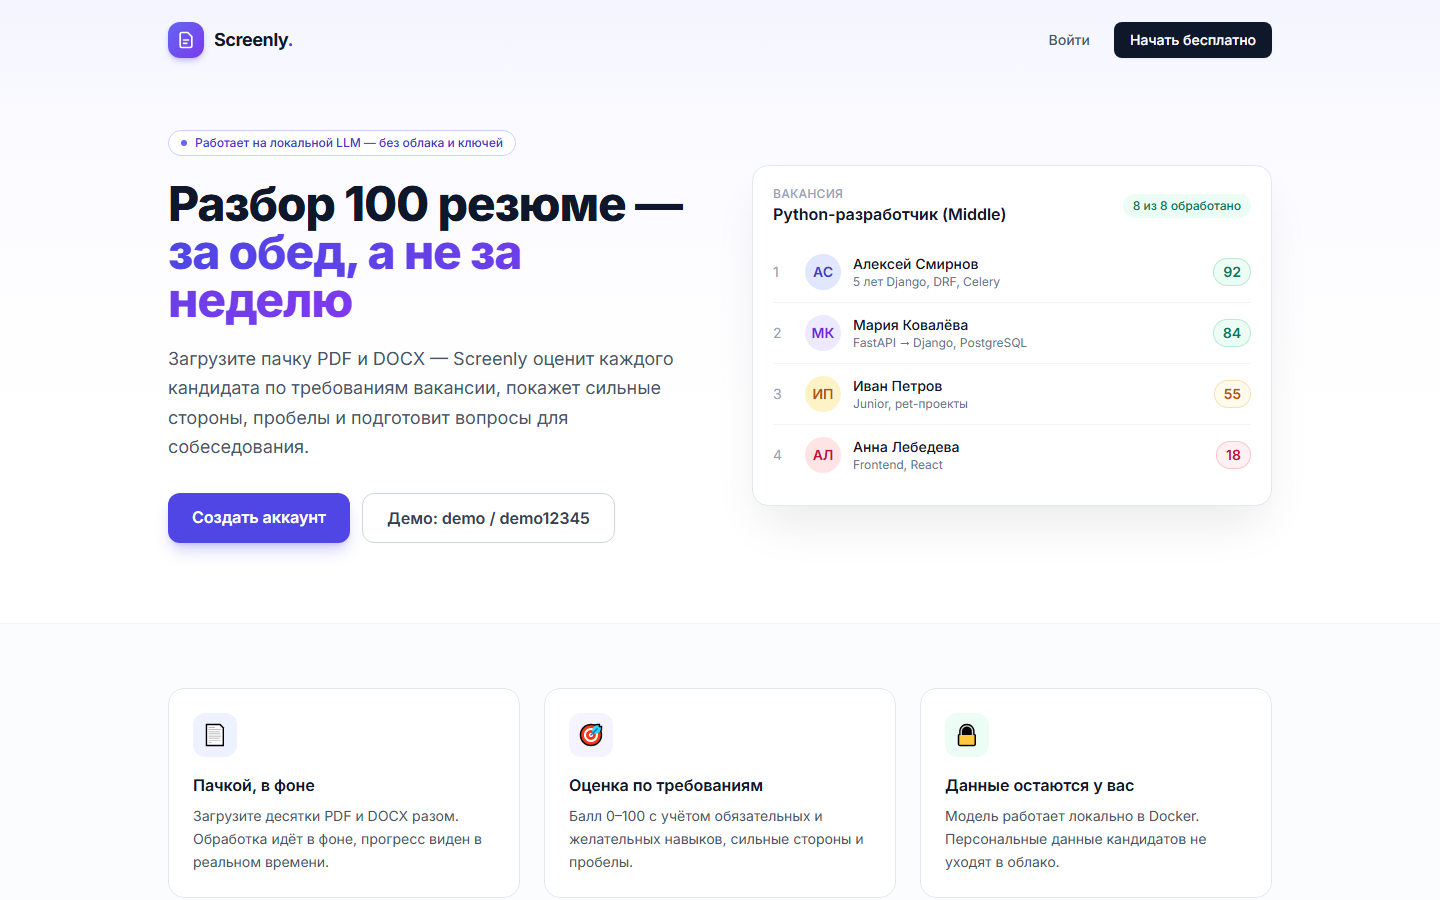 Screenly.
Войти
Начать бесплатно
Работает на локальной LLM — без облака и ключей
Разбор 100 резюме —
за обед, а не за
неделю
Загрузите пачку PDF и DOCX — Screenly оценит каждого
кандидата по требованиям вакансии, покажет сильные
стороны, пробелы и подготовит вопросы для
собеседования.
Создать аккаунт
Демо: demo / demo12345
ВАКАНСИЯ
Python-разработчик (Middle)
8 из 8 обработано
1
АС
Алексей Смирнов
5 лет Django, DRF, Celery
92
2
МК
Мария Ковалёва
FastAPI → Django, PostgreSQL
84
3
ИП
Иван Петров
Junior, pet-проекты
55
4
АЛ
Анна Лебедева
Frontend, React
18
Пачкой, в фоне
Загрузите десятки PDF и DOCX разом.
Обработка идёт в фоне, прогресс виден в
реальном времени.
Оценка по требованиям
Балл 0–100 с учётом обязательных и
желательных навыков, сильные стороны и
пробелы.
Данные остаются у вас
Модель работает локально в Docker.
Персональные данные кандидатов не
уходят в облако.